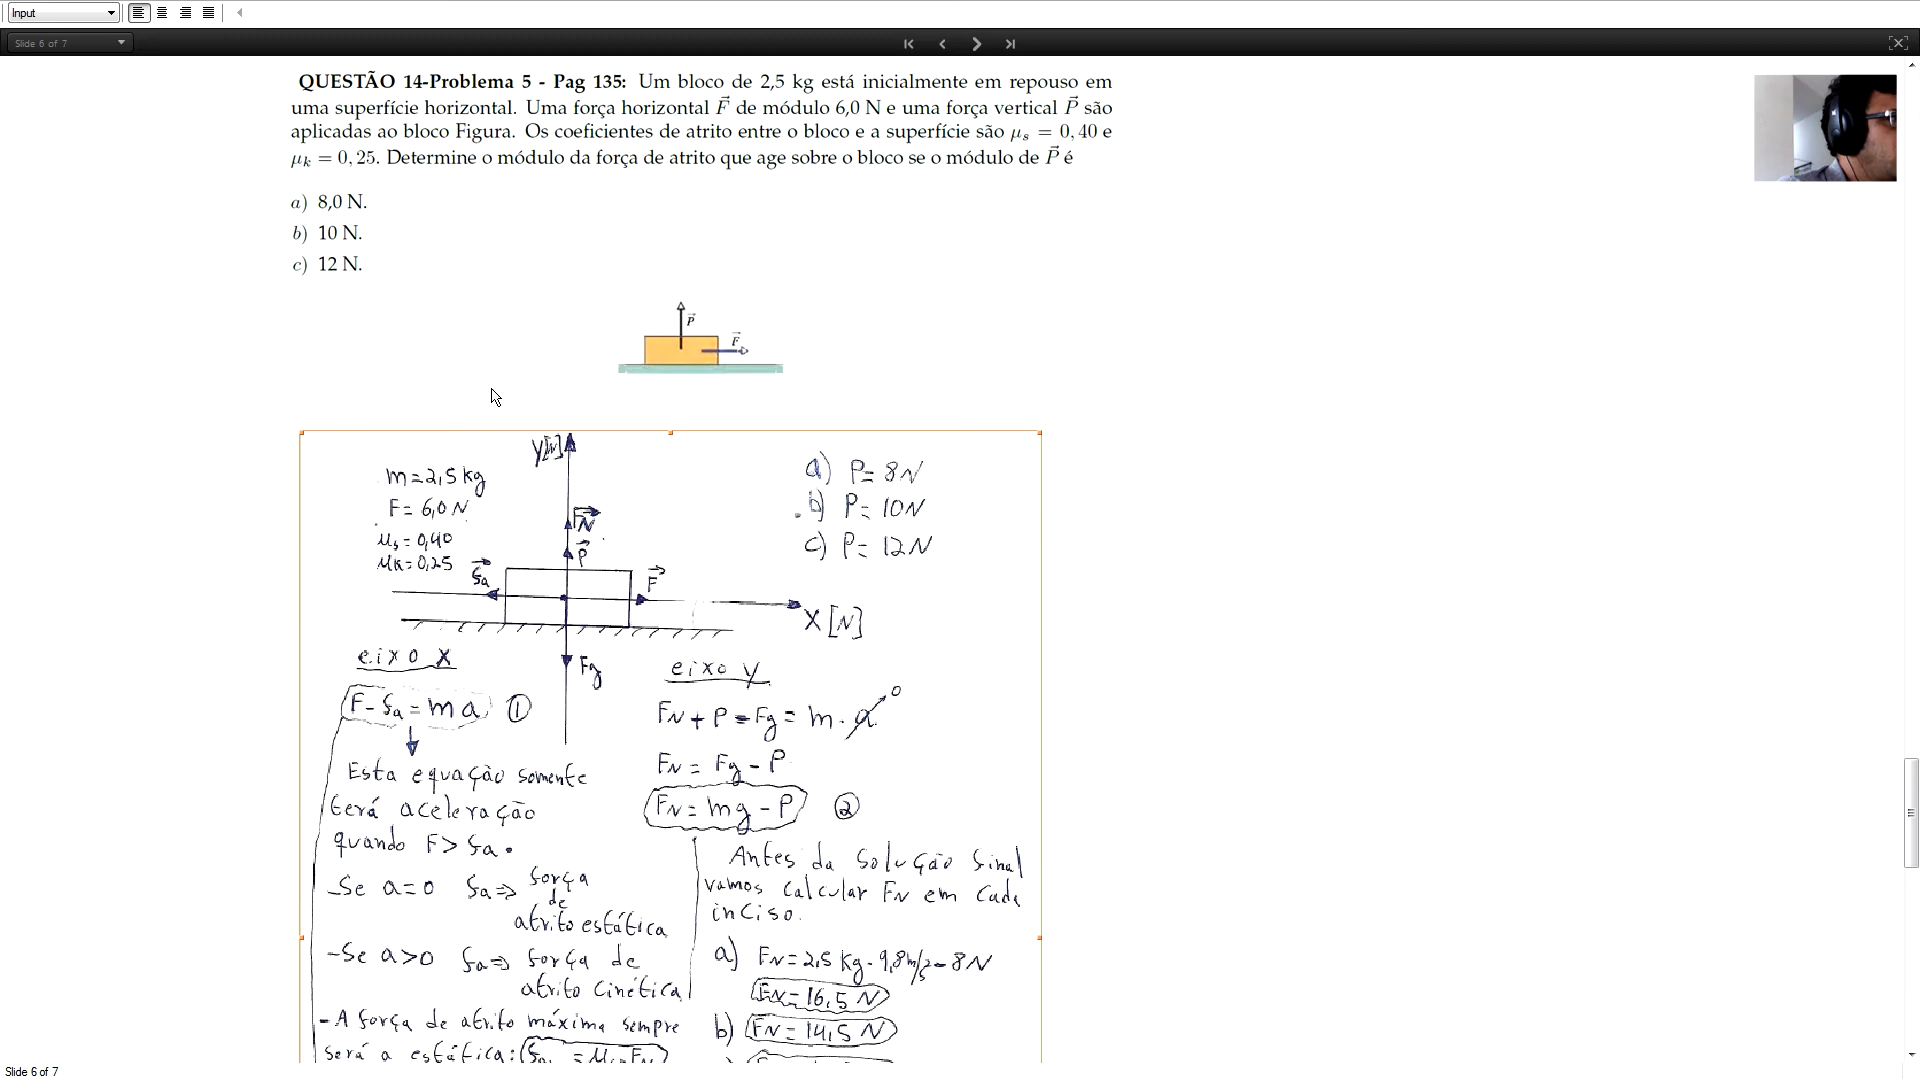 Input
Slide 6 of 7
QUESTÃO 14-Problema 5 - Pag 135: Um bloco de 2,5 kg está inicialmente em repouso em
uma superfície horizontal. Uma força horizontal F⃗ de módulo 6,0 N e uma força vertical P⃗ são
aplicadas ao bloco Figura. Os coeficientes de atrito entre o bloco e a superfície são μs = 0, 40 e
μk = 0, 25. Determine o módulo da força de atrito que age sobre o bloco se o módulo de P⃗ é
a) 8,0 N.
b) 10 N.
c) 12 N.
P⃗
F⃗
Y[N]
m=2,5 kg
F= 6,0 N
μs=0,40
μk=0,25
a) P= 8N
b) P= 10N
c) P= 12N
FN
P⃗
fa
F⃗
X [N]
Fg
eixo X
F-fa=ma ①
Esta equação somente
terá aceleração
quando F> fa.
-Se a=0 fa⇒ força
de
atrito estática
-Se a>0 fa⇒ força de
atrito cinética
- A força de atrito máxima sempre
será a estática:
eixo y
FN + P - Fg = m . a 0
FN = Fg - P
FN = mg - P ②
Antes da solução final
vamos calcular FN em cada
inciso.
a) FN=2,5 kg . 9,8m/s² - 8N
FN=16,5 N
b) FN=14,5 N
Slide 6 of 7